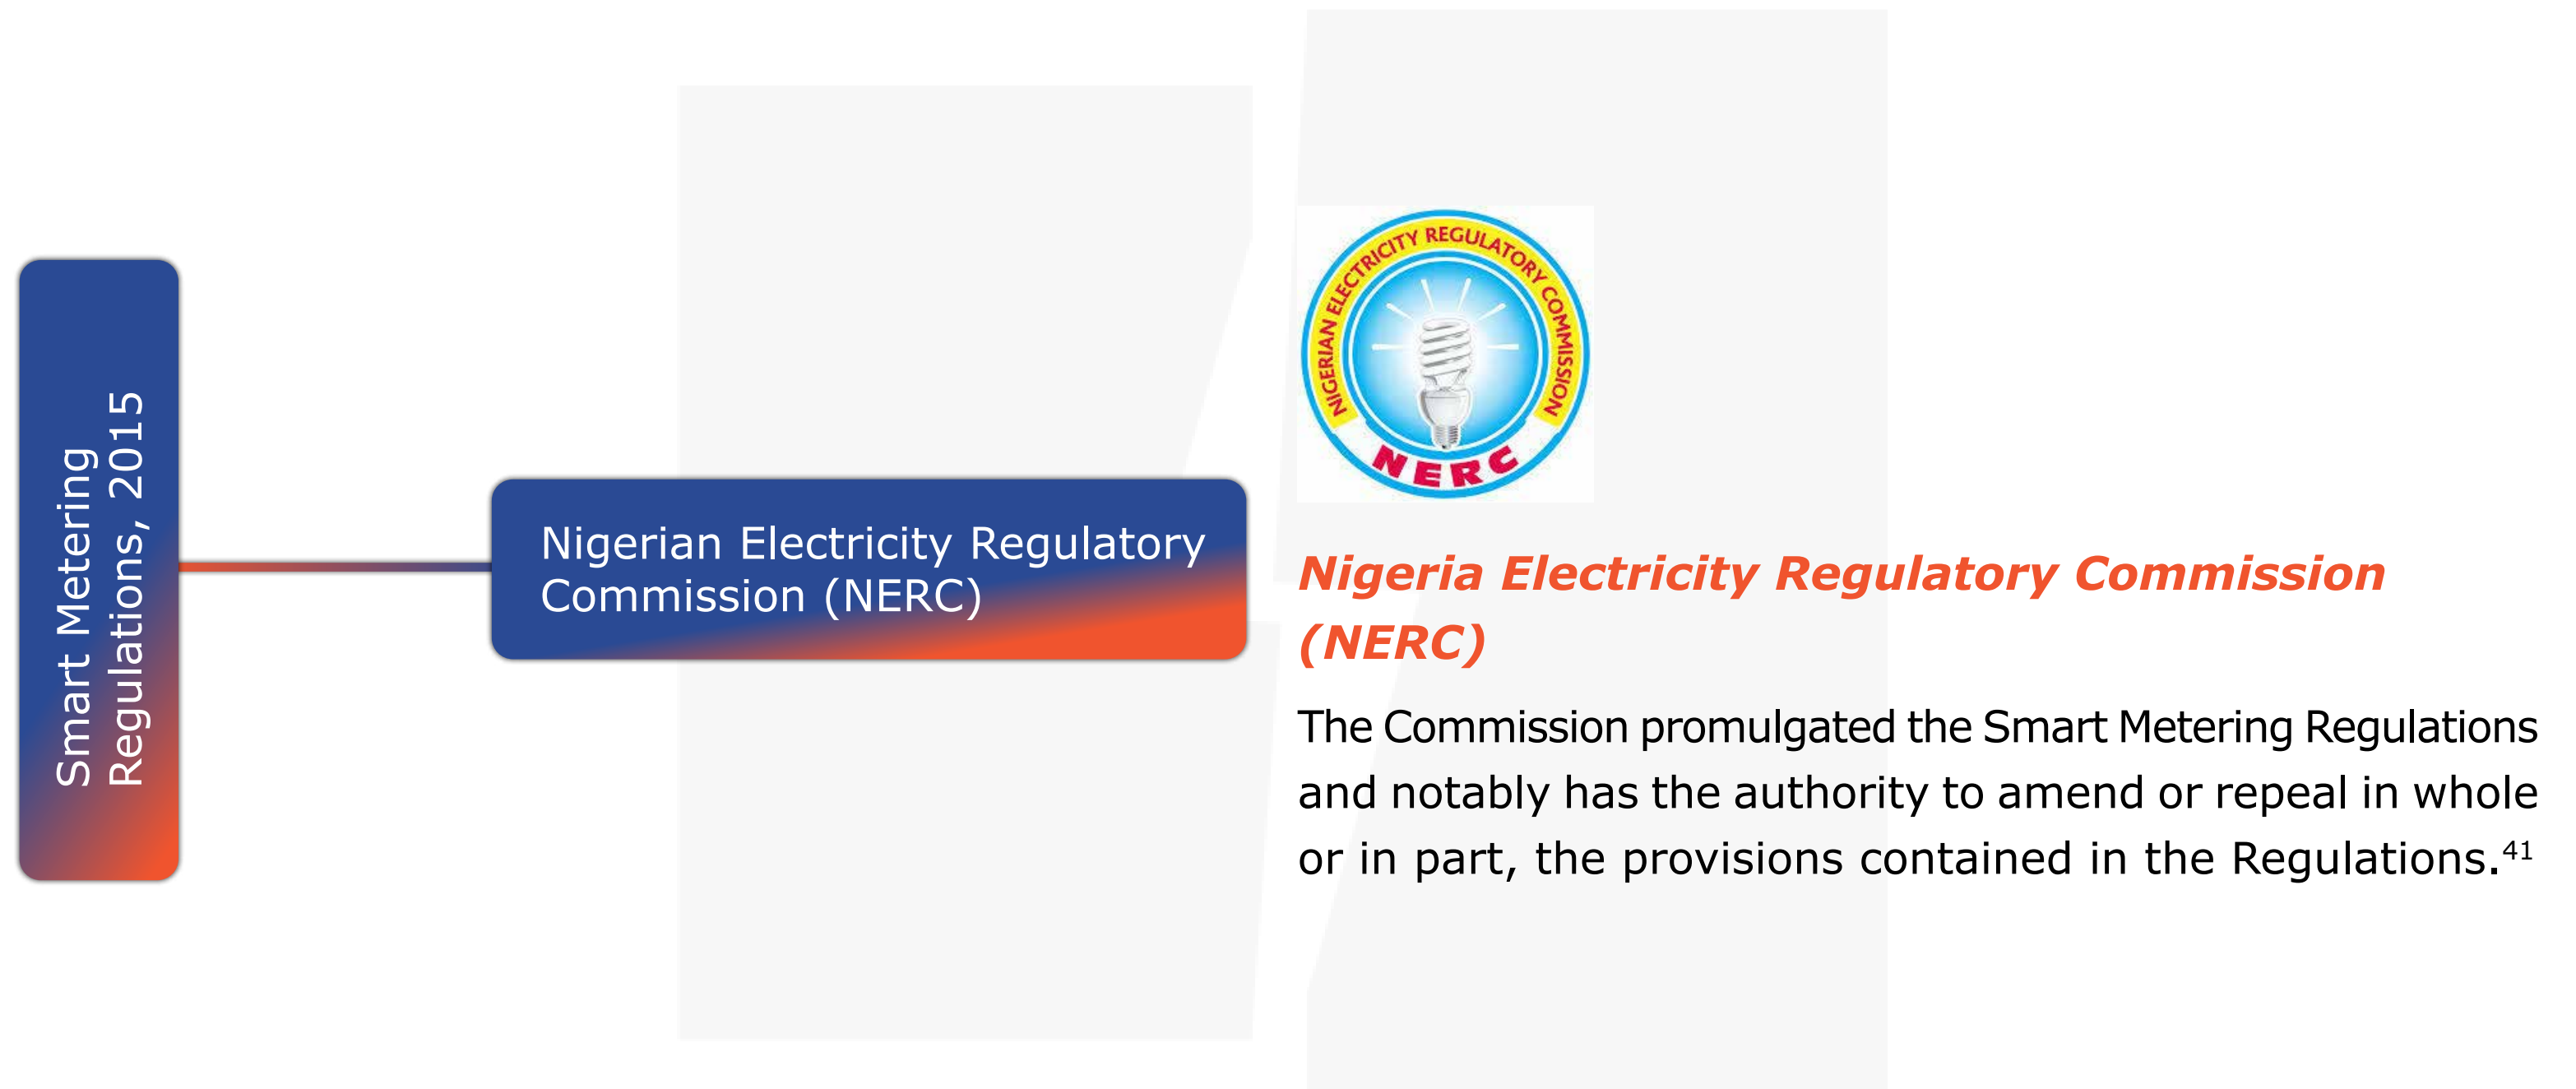 Smart Metering
Regulations, 2015
Nigerian Electricity Regulatory
Commission (NERC)
NIGERIAN ELECTRICITY REGULATORY COMMISSION
NERC
Nigeria Electricity Regulatory Commission
(NERC)
The Commission promulgated the Smart Metering Regulations
and notably has the authority to amend or repeal in whole
or in part, the provisions contained in the Regulations.⁴¹